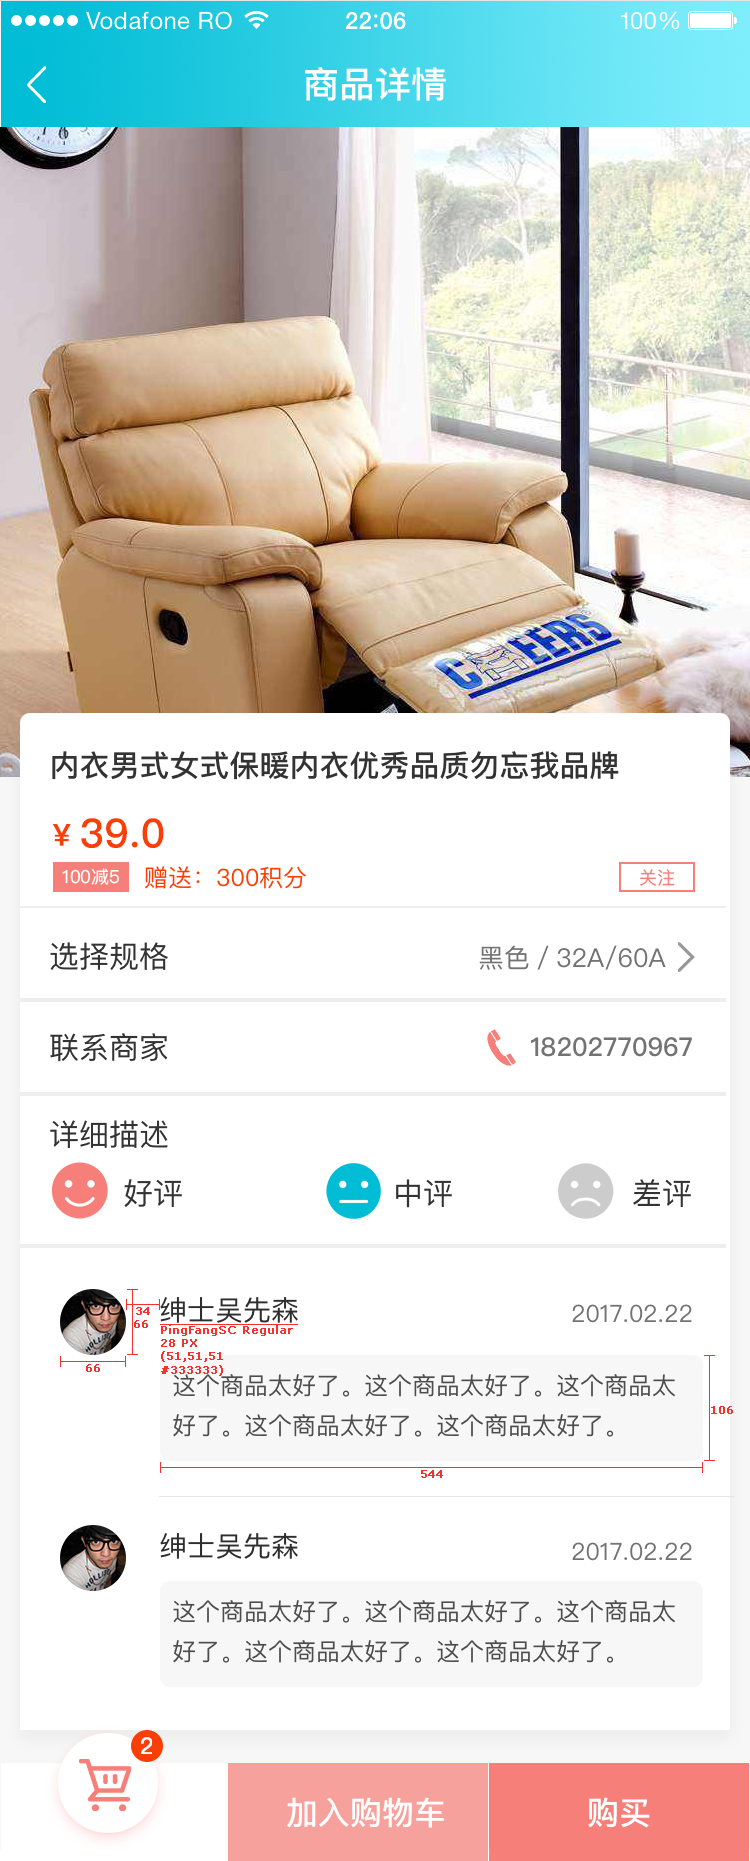 Vodafone RO 22:06 100%
商品详情
CHEERS
内衣男式女式保暖内衣优秀品质勿忘我品牌
¥ 39.0
100减5 赠送：300积分 关注
选择规格 黑色 / 32A/60A
联系商家 18202770967
详细描述
好评 中评 差评
绅士吴先森 2017.02.22
34
66
PingFangSC Regular
28 PX
(51,51,51
#333333)
66
这个商品太好了。这个商品太好了。这个商品太
好了。这个商品太好了。这个商品太好了。
106
544
绅士吴先森 2017.02.22
这个商品太好了。这个商品太好了。这个商品太
好了。这个商品太好了。这个商品太好了。
2
加入购物车 购买